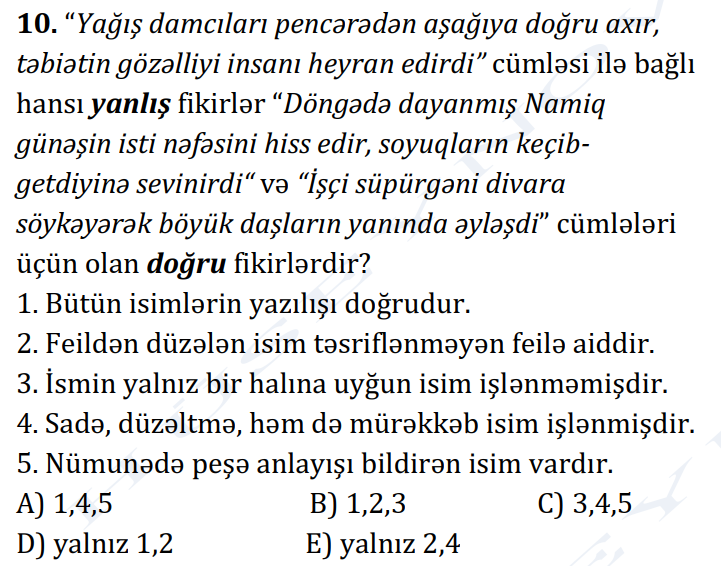 10. “Yağış damcıları pencərədən aşağıya doğru axır,
təbiətin gözəlliyi insanı heyran edirdi” cümləsi ilə bağlı
hansı yanlış fikirlər “Döngədə dayanmış Namiq
günəşin isti nəfəsini hiss edir, soyuqların keçib-
getdiyinə sevinirdi“ və “İşçi süpürgəni divara
söykəyərək böyük daşların yanında əyləşdi” cümlələri
üçün olan doğru fikirlərdir?
1. Bütün isimlərin yazılışı doğrudur.
2. Feildən düzələn isim təsriflənməyən feilə aiddir.
3. İsmin yalnız bir halına uyğun isim işlənməmişdir.
4. Sadə, düzəltmə, həm də mürəkkəb isim işlənmişdir.
5. Nümunədə peşə anlayışı bildirən isim vardır.
A) 1,4,5 B) 1,2,3 C) 3,4,5
D) yalnız 1,2 E) yalnız 2,4